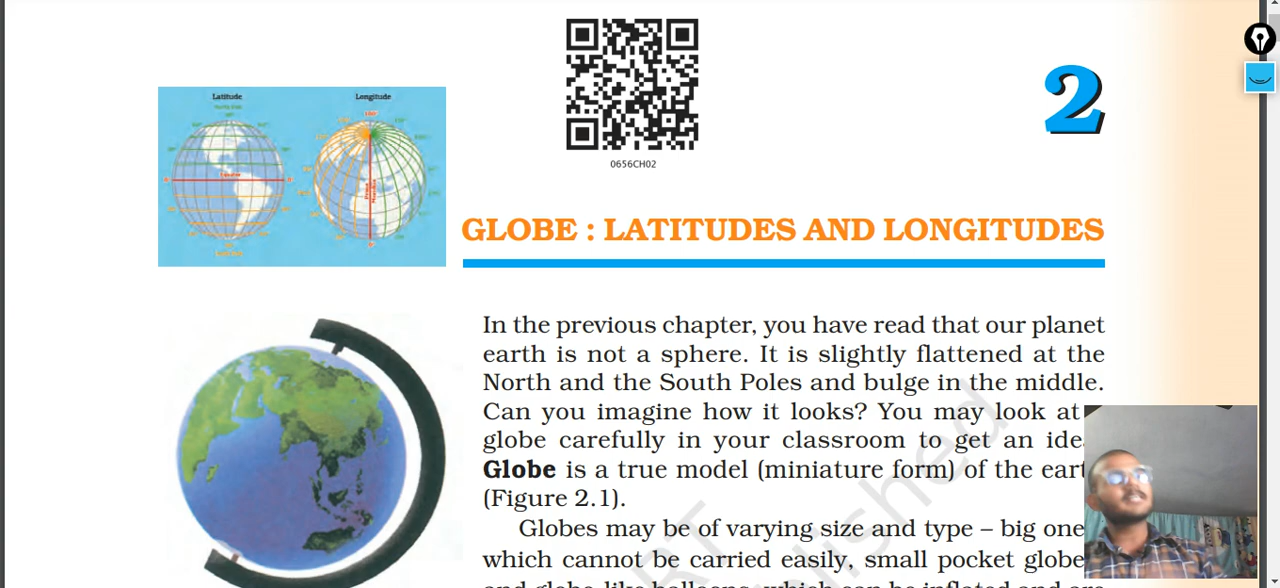 Latitude
Longitude
0656CH02
2
GLOBE : LATITUDES AND LONGITUDES
In the previous chapter, you have read that our planet
earth is not a sphere. It is slightly flattened at the
North and the South Poles and bulge in the middle.
Can you imagine how it looks? You may look at
globe carefully in your classroom to get an ide
Globe is a true model (miniature form) of the eart
(Figure 2.1).
Globes may be of varying size and type – big one
which cannot be carried easily, small pocket globe